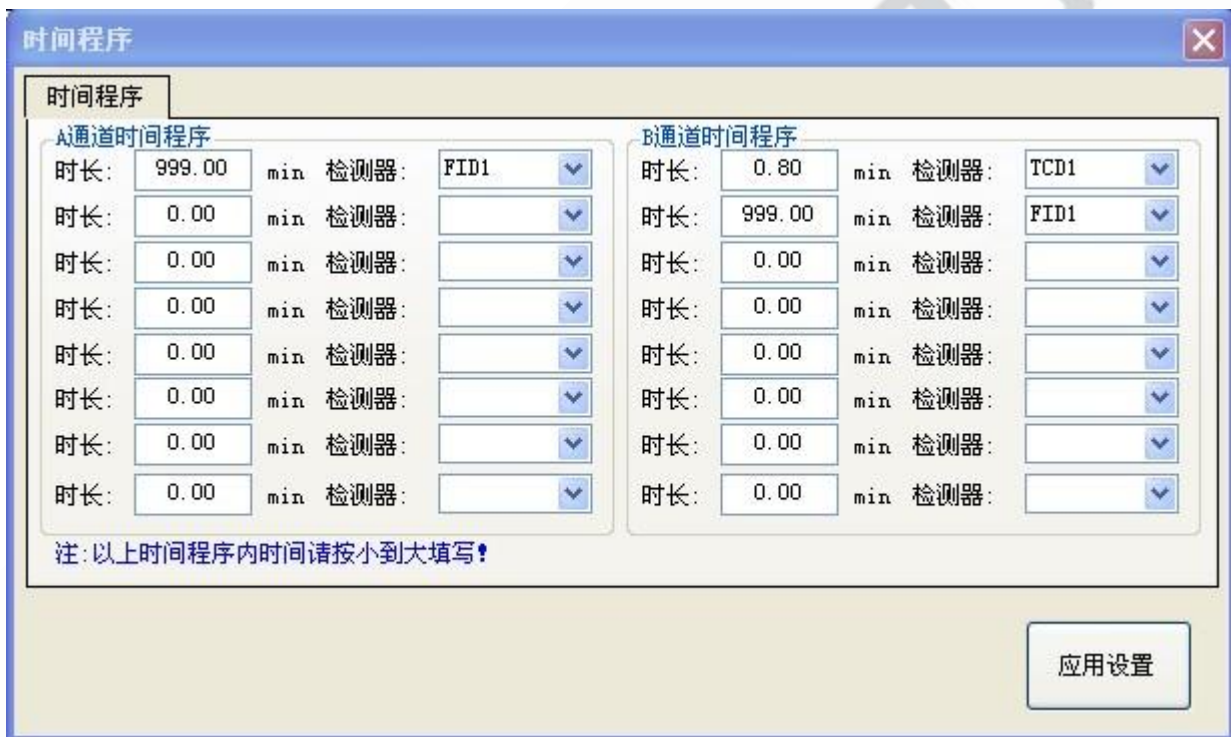 时间程序
时间程序
A通道时间程序
时长: 999.00 min 检测器: FID1
时长: 0.00 min 检测器:
时长: 0.00 min 检测器:
时长: 0.00 min 检测器:
时长: 0.00 min 检测器:
时长: 0.00 min 检测器:
时长: 0.00 min 检测器:
时长: 0.00 min 检测器:
B通道时间程序
时长: 0.80 min 检测器: TCD1
时长: 999.00 min 检测器: FID1
时长: 0.00 min 检测器:
时长: 0.00 min 检测器:
时长: 0.00 min 检测器:
时长: 0.00 min 检测器:
时长: 0.00 min 检测器:
时长: 0.00 min 检测器:
注:以上时间程序内时间请按小到大填写!
应用设置